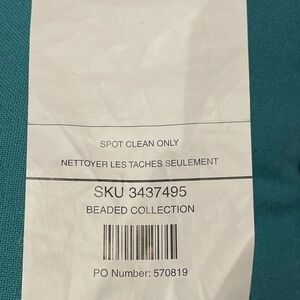 SPOT CLEAN ONLY
NETTOYER LES TACHES SEULEMENT
SKU 3437495
BEADED COLLECTION
PO Number: 570819